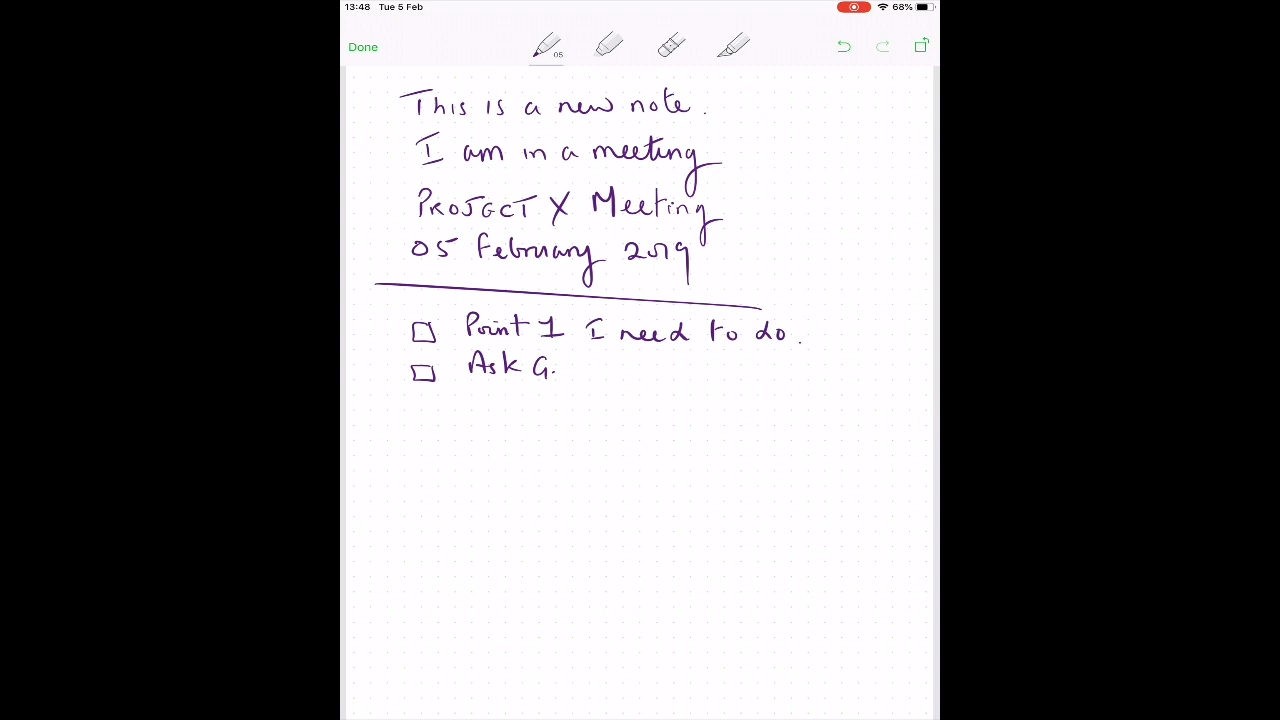 13:48 Tue 5 Feb 68%
Done 05
This is a new note.
I am in a meeting
PROJECT X Meeting
05 February 2019
Point 1 I need to do.
Ask G.